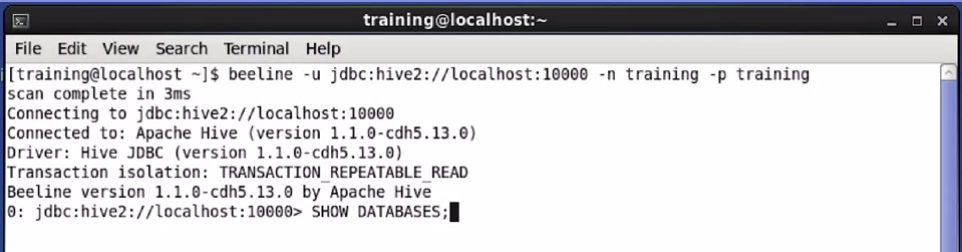 training@localhost:~
File Edit View Search Terminal Help
[training@localhost ~]$ beeline -u jdbc:hive2://localhost:10000 -n training -p training
scan complete in 3ms
Connecting to jdbc:hive2://localhost:10000
Connected to: Apache Hive (version 1.1.0-cdh5.13.0)
Driver: Hive JDBC (version 1.1.0-cdh5.13.0)
Transaction isolation: TRANSACTION_REPEATABLE_READ
Beeline version 1.1.0-cdh5.13.0 by Apache Hive
0: jdbc:hive2://localhost:10000> SHOW DATABASES;